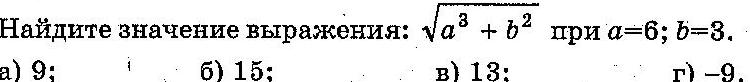 Найдите значение выражения: √(a³ + b²) при a=6; b=3.
а) 9; б) 15; в) 13; г) –9.